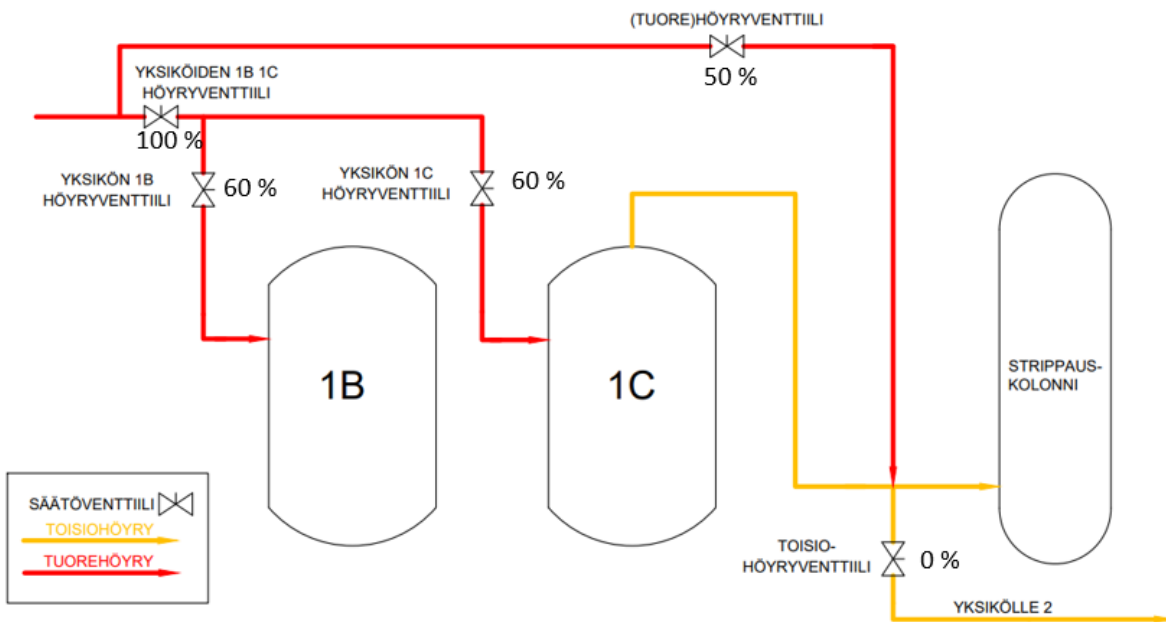 (TUORE)HÖYRYVENTTIILI
50 %
YKSIKÖIDEN 1B 1C
HÖYRYVENTTIILI
100 %
YKSIKÖN 1B
HÖYRYVENTTIILI
60 %
YKSIKÖN 1C
HÖYRYVENTTIILI
60 %
1B
1C
STRIPPAUS-
KOLONNI
SÄÄTÖVENTTIILI
TOISIOHÖYRY
TUOREHÖYRY
TOISIO-
HÖYRYVENTTIILI
0 %
YKSIKÖLLE 2